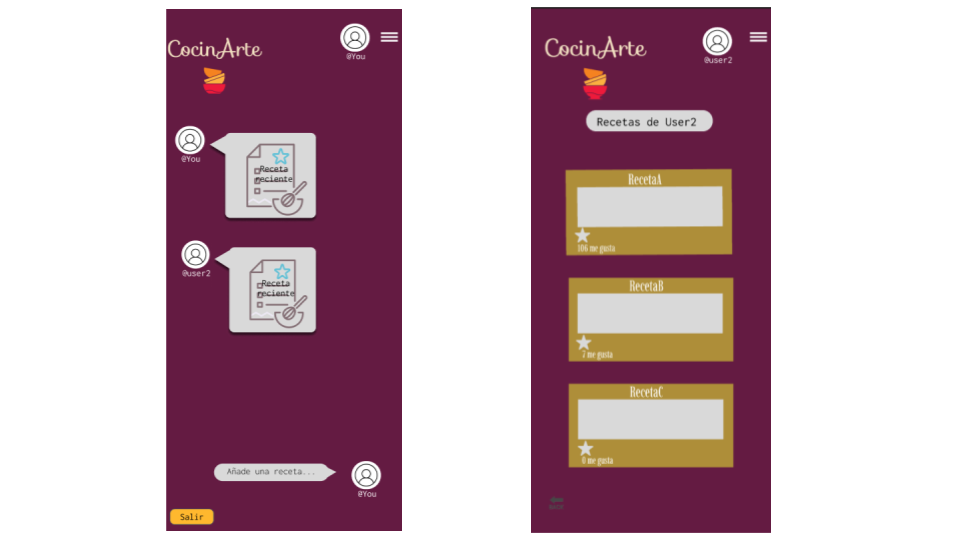 CocinArte
@You
@You
Receta
reciente
@user2
Receta
reciente
Añade una receta...
@You
Salir
CocinArte
@user2
Recetas de User2
RecetaA
106 me gusta
RecetaB
7 me gusta
RecetaC
0 me gusta